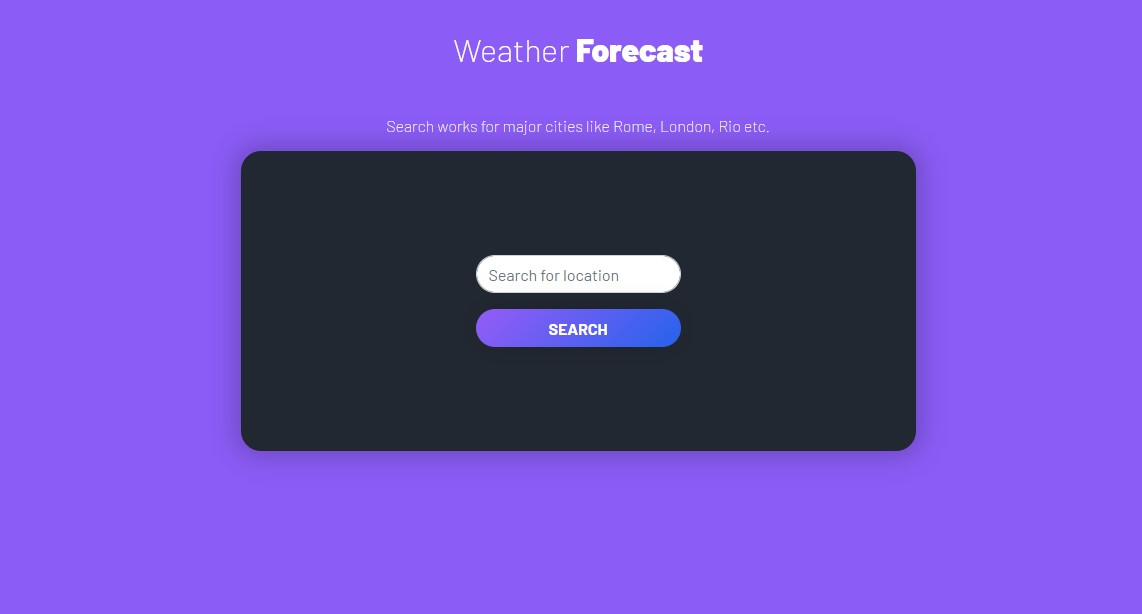 Weather Forecast
Search works for major cities like Rome, London, Rio etc.
Search for location
SEARCH